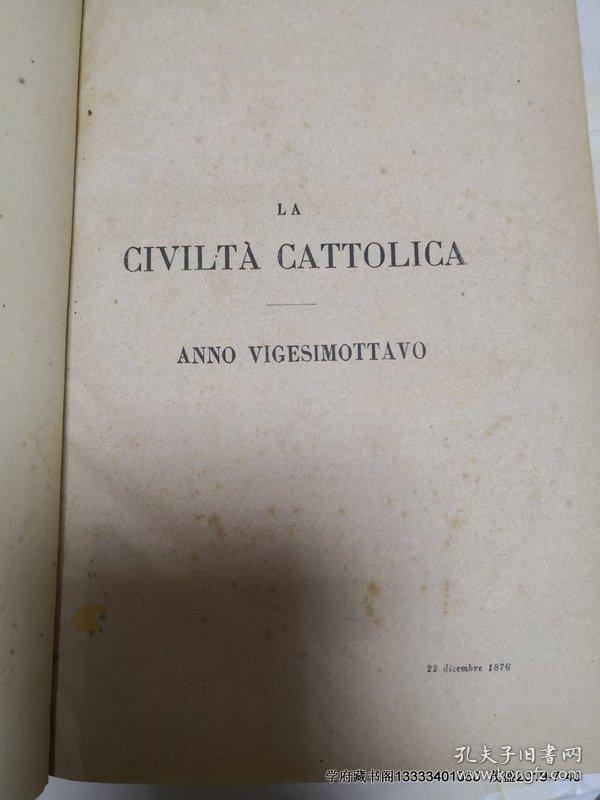 LA
CIVILTÀ CATTOLICA
ANNO VIGESIMOTTAVO
22 dicembre 1876
孔夫子旧书网